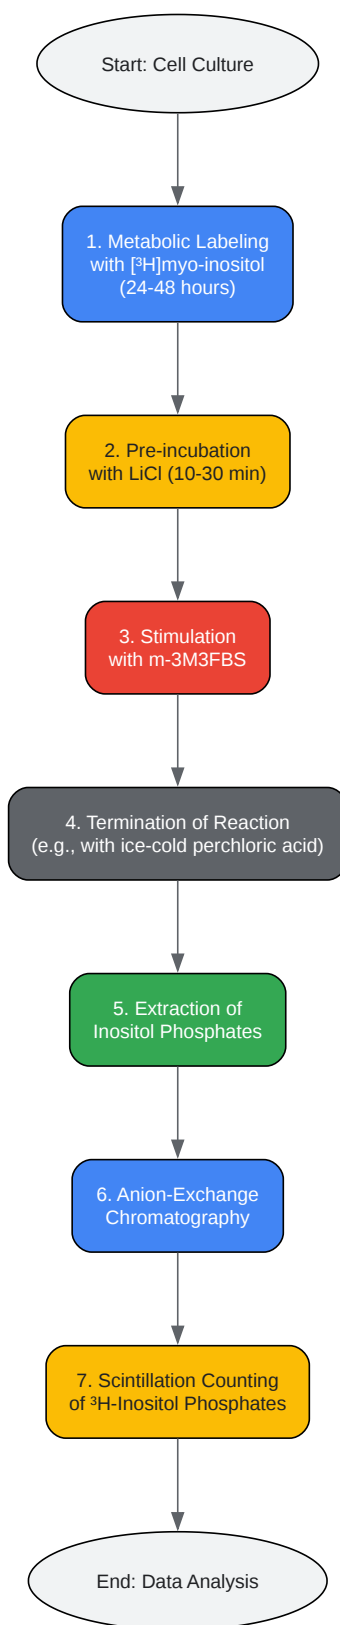 Start: Cell Culture
1. Metabolic Labeling
with [³H]myo-inositol
(24-48 hours)
2. Pre-incubation
with LiCl (10-30 min)
3. Stimulation
with m-3M3FBS
4. Termination of Reaction
(e.g., with ice-cold perchloric acid)
5. Extraction of
Inositol Phosphates
6. Anion-Exchange
Chromatography
7. Scintillation Counting
of ³H-Inositol Phosphates
End: Data Analysis